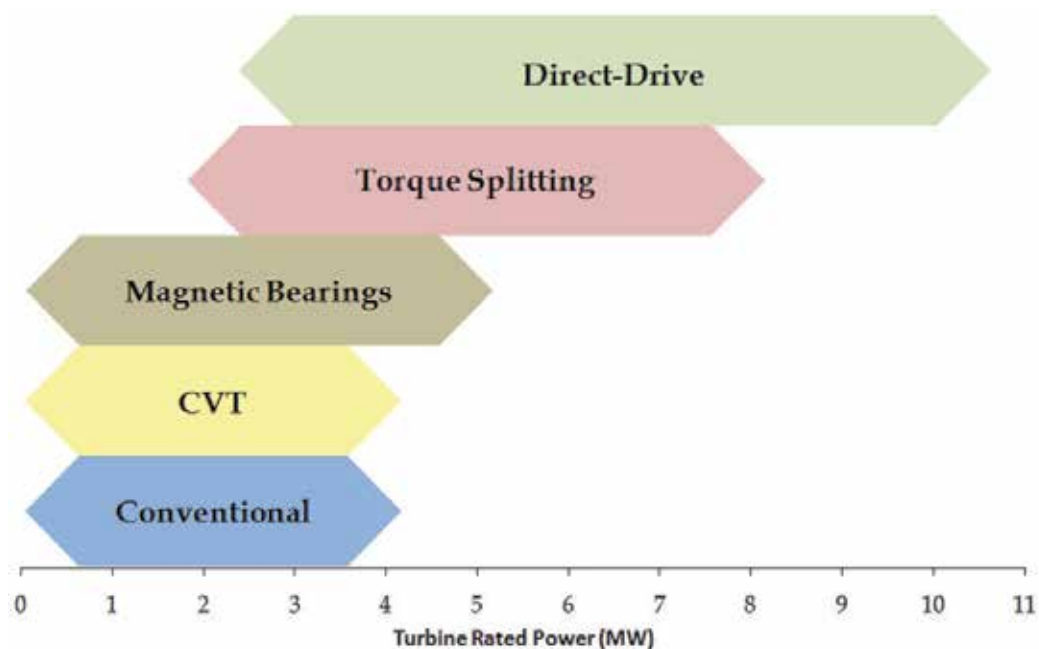 Direct-Drive
Torque Splitting
Magnetic Bearings
CVT
Conventional
0 1 2 3 4 5 6 7 8 9 10 11
Turbine Rated Power (MW)